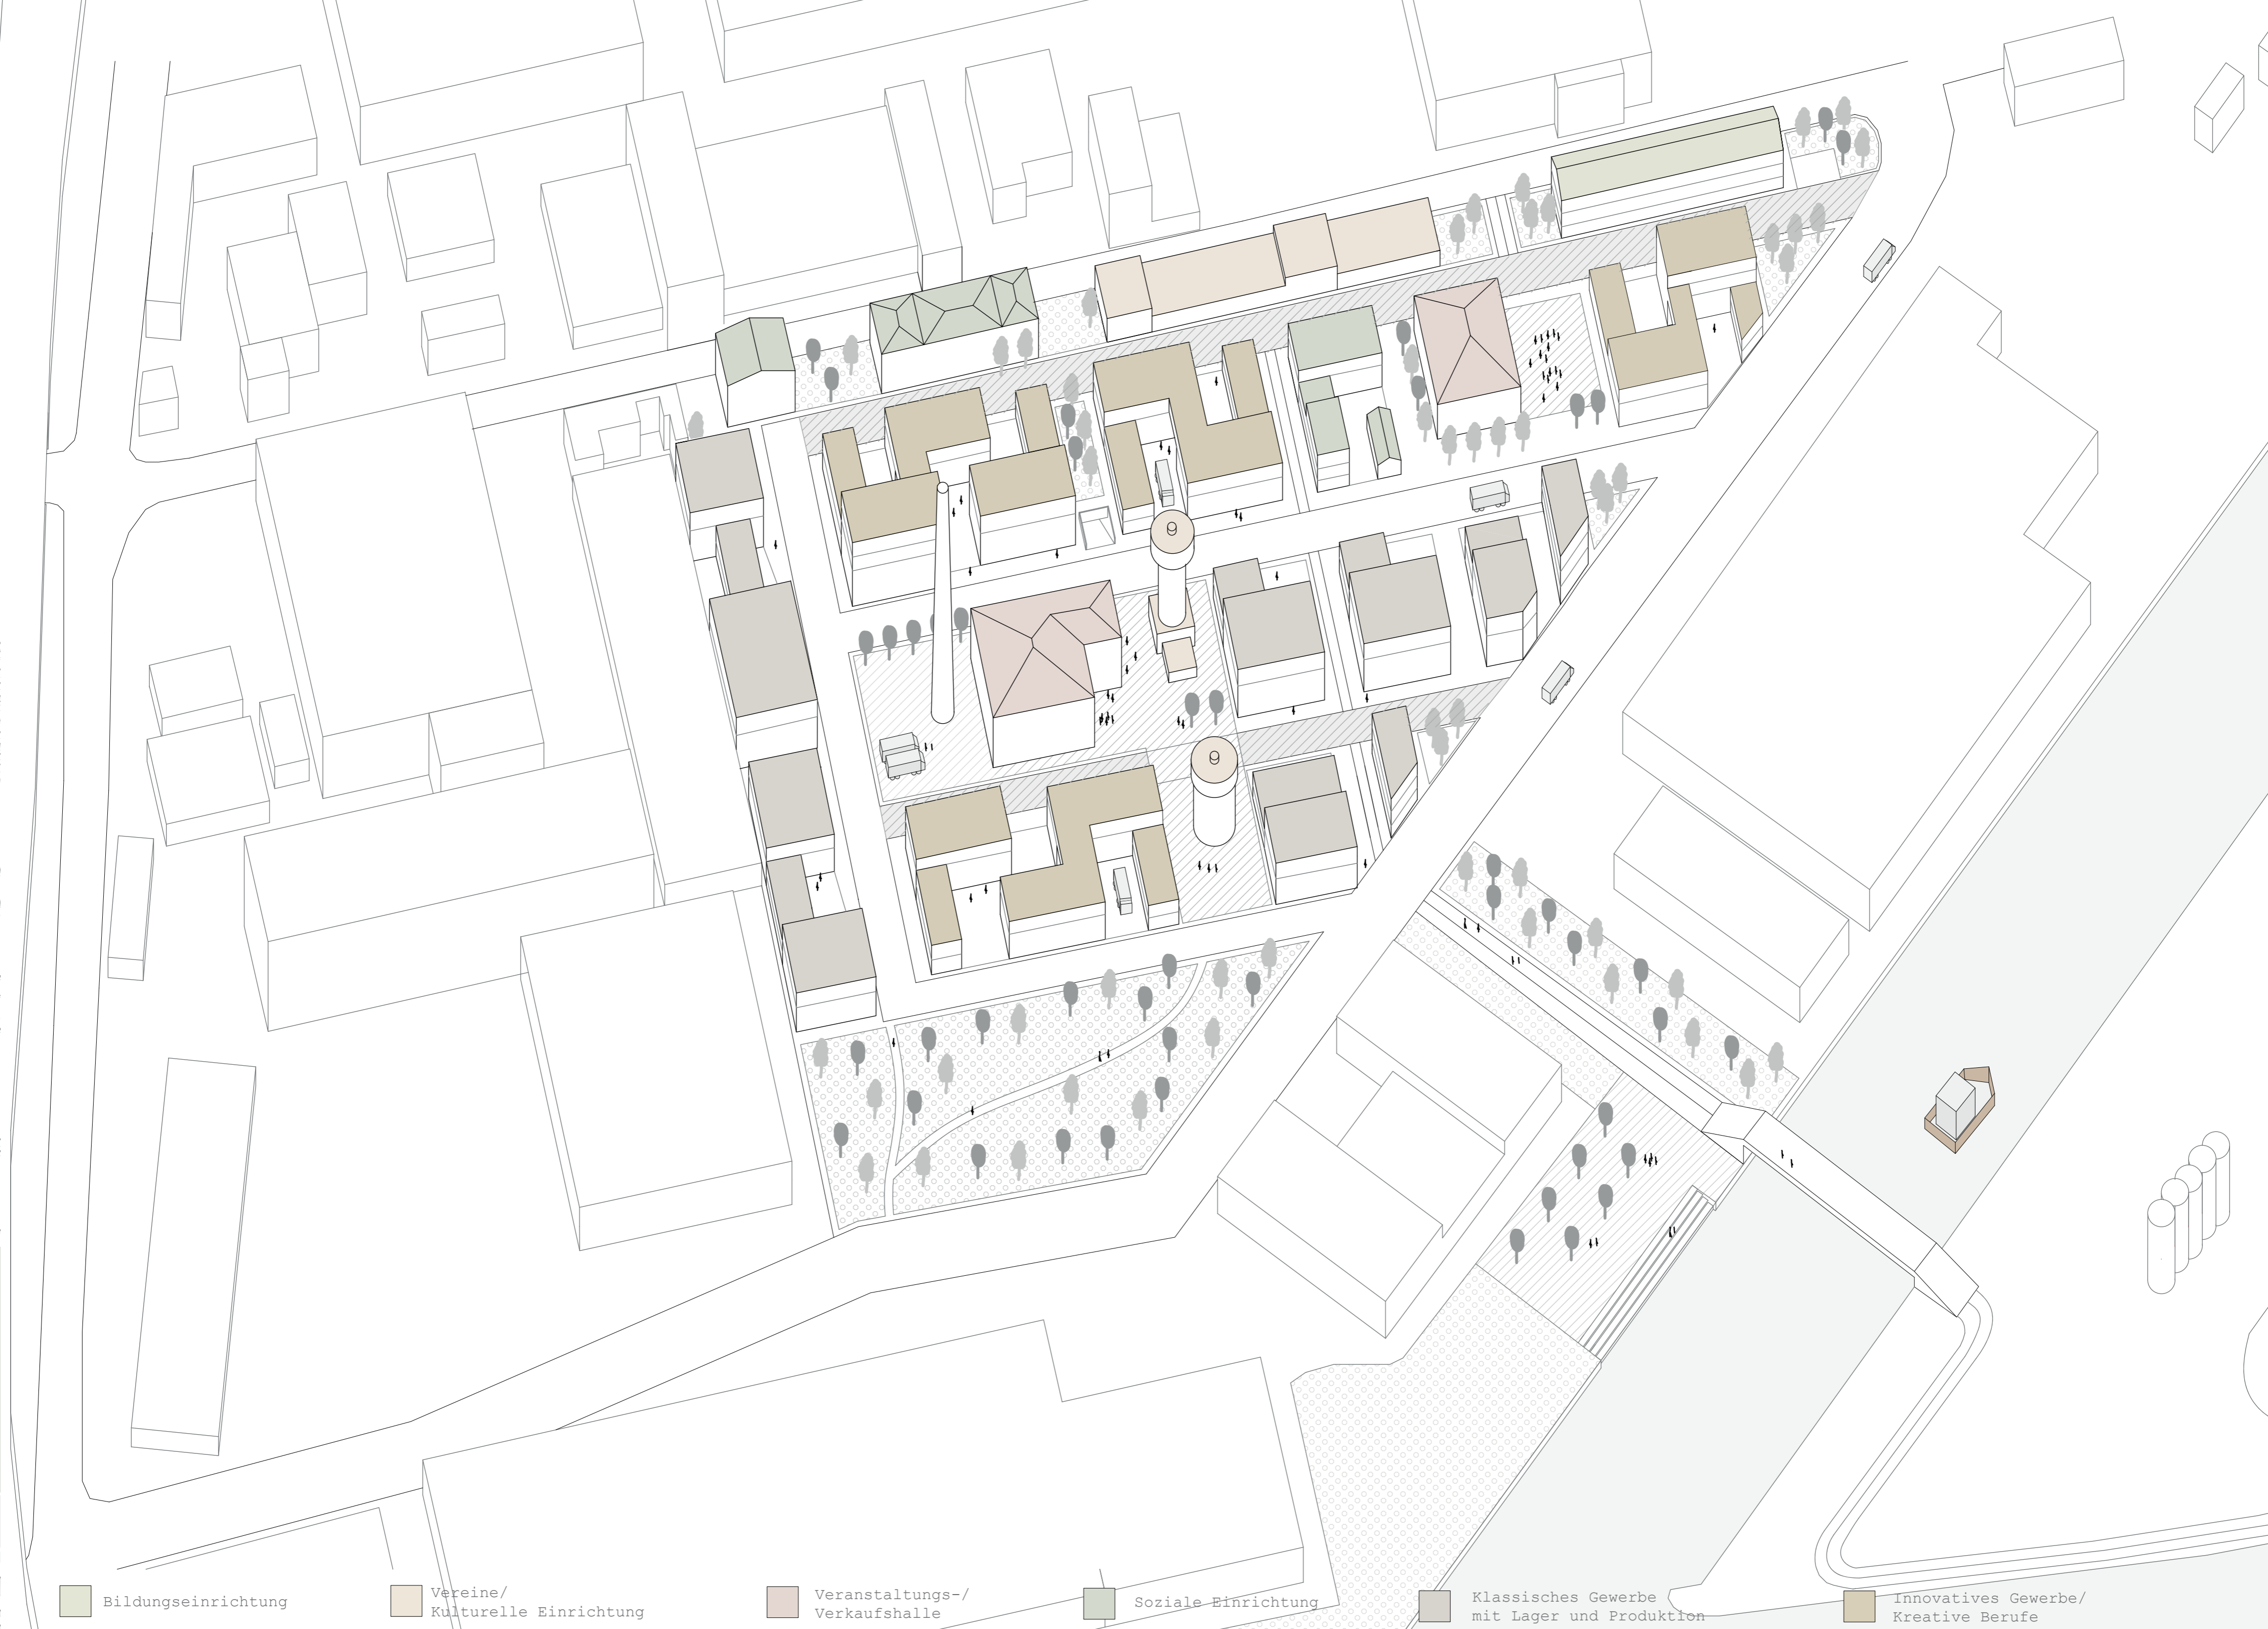 Bildungseinrichtung
Vereine/
Kulturelle Einrichtung
Veranstaltungs-/
Verkaufshalle
Soziale Einrichtung
Klassisches Gewerbe
mit Lager und Produktion
Innovatives Gewerbe/
Kreative Berufe